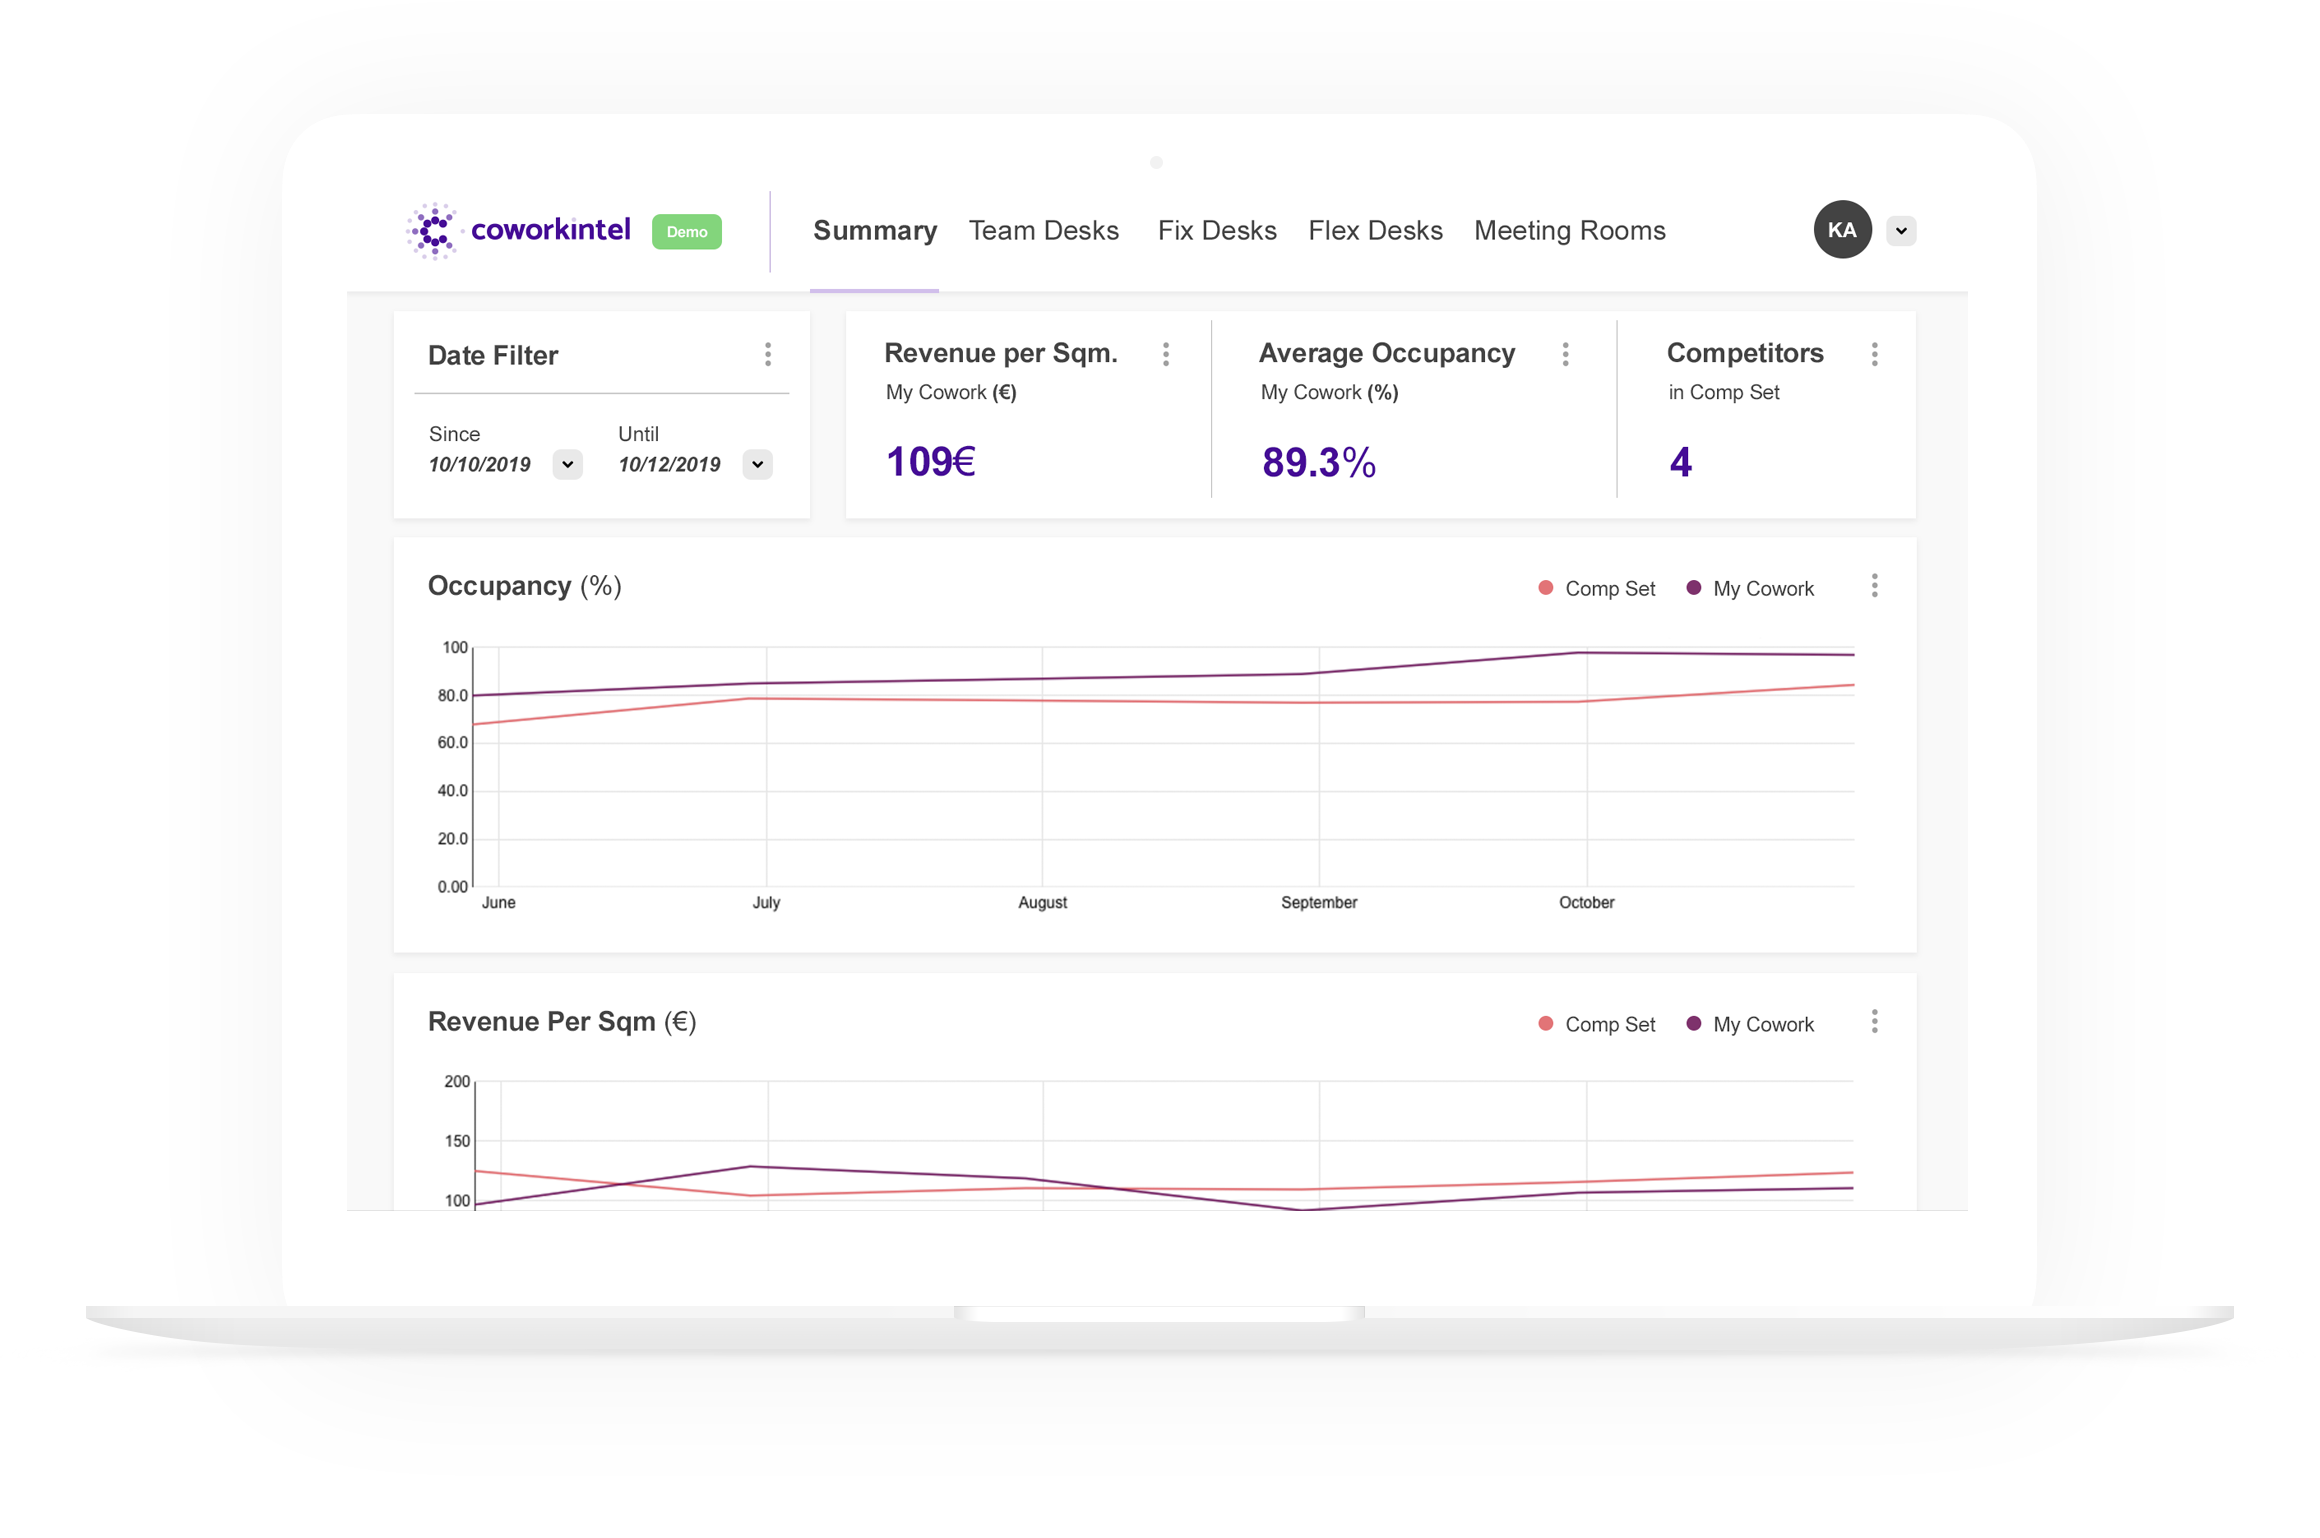 coworkintel Demo Summary Team Desks Fix Desks Flex Desks Meeting Rooms KA
Date Filter
Since Until
10/10/2019 10/12/2019
Revenue per Sqm. Average Occupancy Competitors
My Cowork (€) My Cowork (%) in Comp Set
109€ 89.3% 4
Occupancy (%) Comp Set My Cowork
100
80.0
60.0
40.0
20.0
0.00
June July August September October
Revenue Per Sqm (€) Comp Set My Cowork
200
150
100